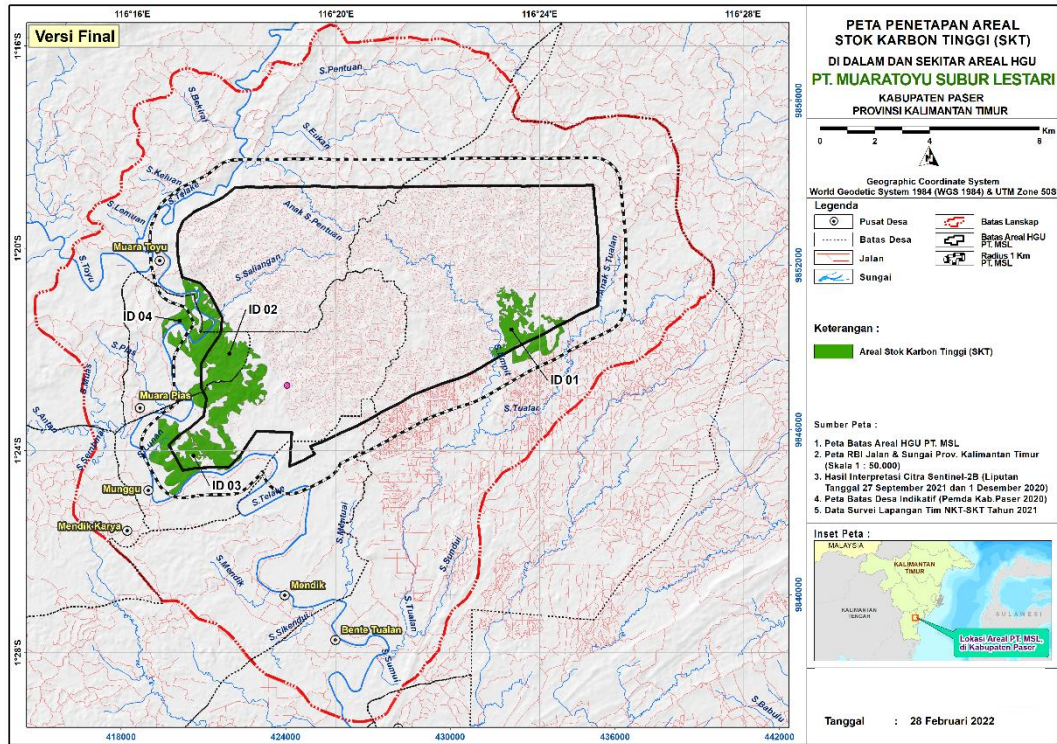 116°16'E 116°20'E 116°24'E 116°28'E
Versi Final
1°16'S
1°20'S
1°24'S
1°28'S
9858000
9852000
9846000
9840000
418000 424000 430000 436000 442000
S.Pentuan
S.Bekirai
S.Eukan
S.Keluan
S.Telake
S.Lomuan
Anak S.Pentuan
Muara Toyu
S.Toyu
S.Saliangan
Anak S.Tualan
ID 04
ID 02
S.Pias
S.Muas
ID 01
Muara Pias
S.Tualan
ID 03
Munggu
S.Telake
Mendik Karya
S.Mentual
S.Sundui
S.Mendik
Mendik
S.Tualan
S.Sikendui
Bente Tualan
S.Sumui
S.Babulu
PETA PENETAPAN AREAL
STOK KARBON TINGGI (SKT)
DI DALAM DAN SEKITAR AREAL HGU
PT. MUARATOYU SUBUR LESTARI
KABUPATEN PASER
PROVINSI KALIMANTAN TIMUR
Km
0 2 4 6
Geographic Coordinate System
World Geodetic System 1984 (WGS 1984) & UTM Zone 50S
Legenda
Pusat Desa
Batas Desa
Jalan
Sungai
Batas Lanskap
Batas Areal HGU
PT. MSL
Radius 1 Km
PT. MSL
Keterangan :
Areal Stok Karbon Tinggi (SKT)
Sumber Peta :
1. Peta Batas Areal HGU PT. MSL
2. Peta RBI Jalan & Sungai Prov. Kalimantan Timur
(Skala 1 : 50.000)
3. Hasil Interpretasi Citra Sentinel-2B (Liputan
Tanggal 27 September 2021 dan 1 Desember 2020)
4. Peta Batas Desa Indikatif (Pemda Kab.Paser 2020)
5. Data Survei Lapangan Tim NKT-SKT Tahun 2021
Inset Peta :
MALAYSIA
KALIMANTAN
TIMUR
KALIMANTAN
TENGAH
SULAWESI
Lokasi Areal PT. MSL,
di Kabupaten Paser
Tanggal : 28 Februari 2022